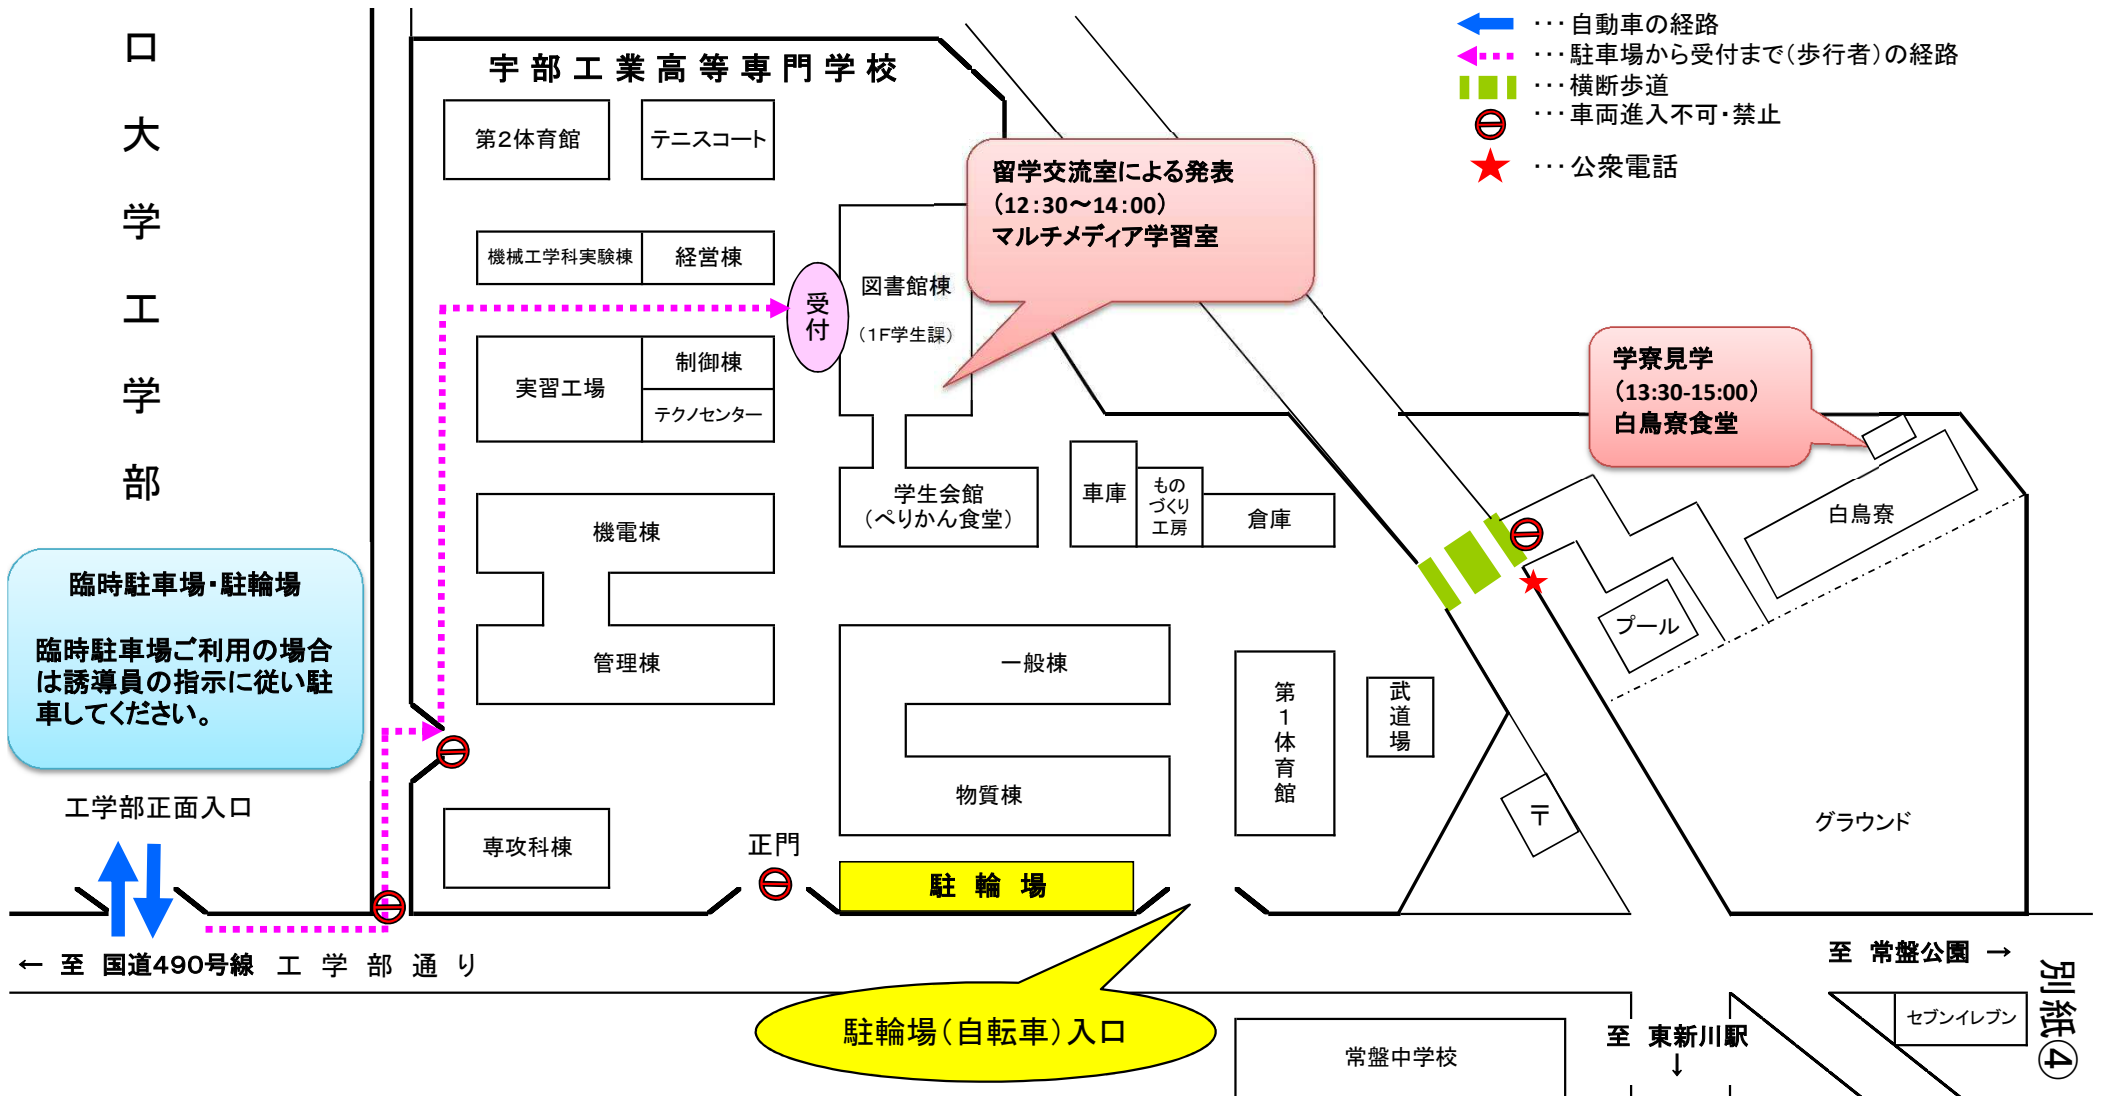 口大学工学部
宇部工業高等専門学校
･･･自動車の経路
･･･駐車場から受付まで(歩行者)の経路
･･･横断歩道
･･･車両進入不可・禁止
･･･公衆電話
第2体育館
テニスコート
留学交流室による発表
(12:30～14:00)
マルチメディア学習室
機械工学科実験棟
経営棟
受付
図書館棟
(1F学生課)
実習工場
制御棟
テクノセンター
学寮見学
(13:30-15:00)
白鳥寮食堂
機電棟
学生会館
(ぺりかん食堂)
車庫
もの
づくり
工房
倉庫
白鳥寮
臨時駐車場・駐輪場
臨時駐車場ご利用の場合
は誘導員の指示に従い駐
車してください。
管理棟
一般棟
第1体育館
武道場
プール
工学部正面入口
専攻科棟
正門
物質棟
〒
グラウンド
駐輪場
← 至 国道490号線 工学部通り
至 常盤公園 →
駐輪場(自転車)入口
常盤中学校
至 東新川駅
↓
セブンイレブン
別紙④